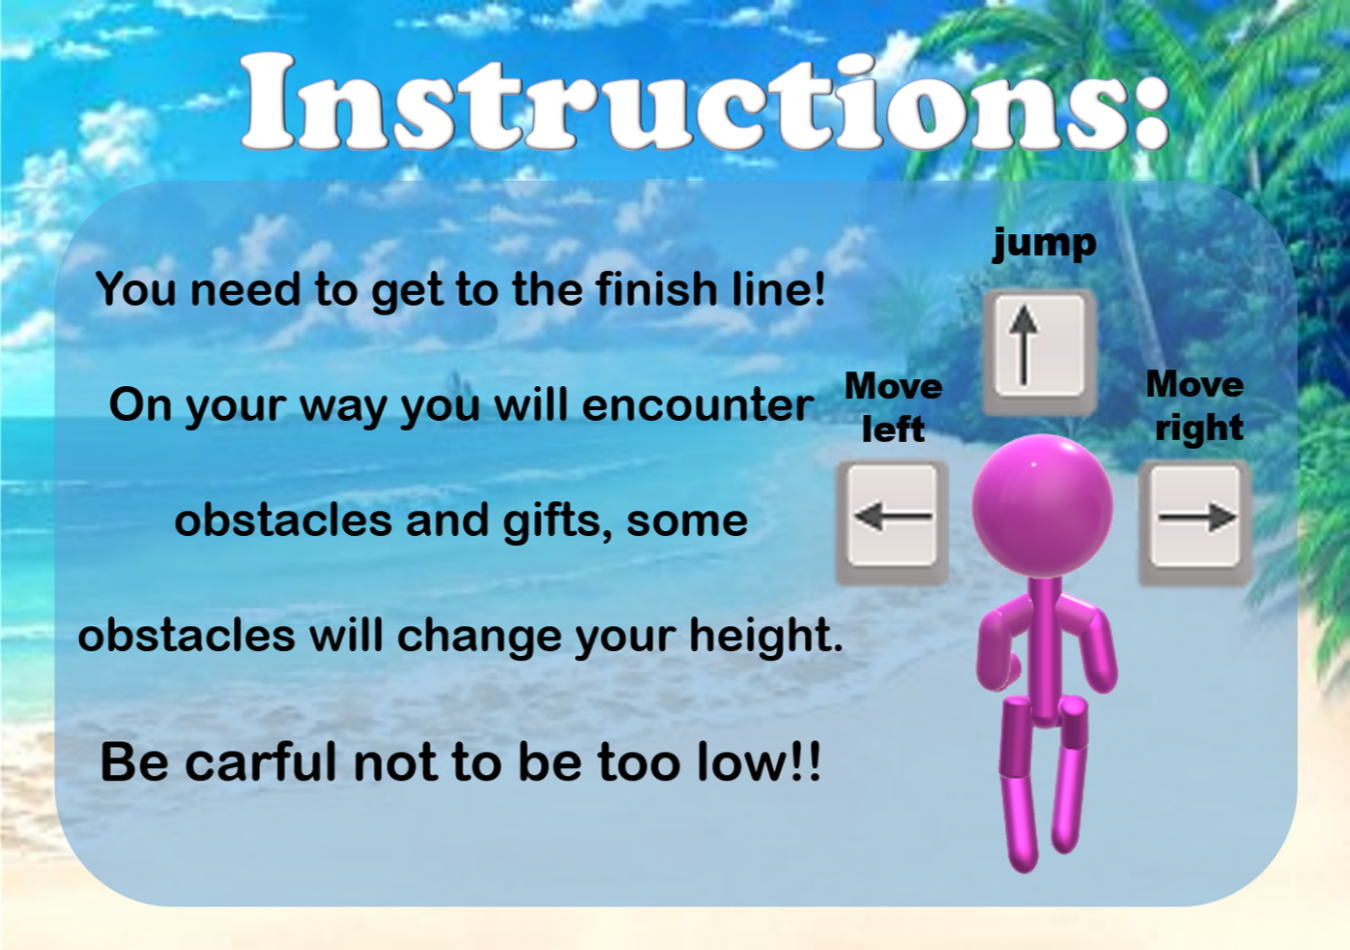 Instructions:
You need to get to the finish line!
On your way you will encounter
obstacles and gifts, some
obstacles will change your height.
Be carful not to be too low!!
jump
Move
left
Move
right